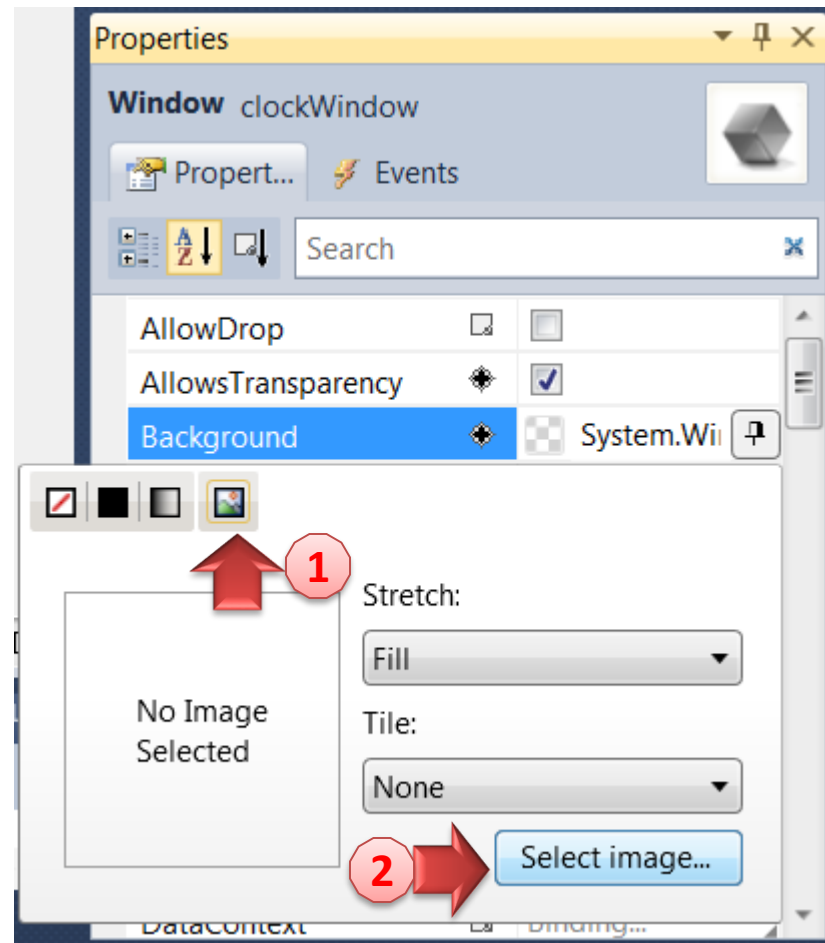 Properties
Window clockWindow
Propert... Events
Search
AllowDrop
AllowsTransparency
Background System.Wi
1
Stretch:
Fill
No Image
Selected
Tile:
None
2
Select image...
DataContext Binding...